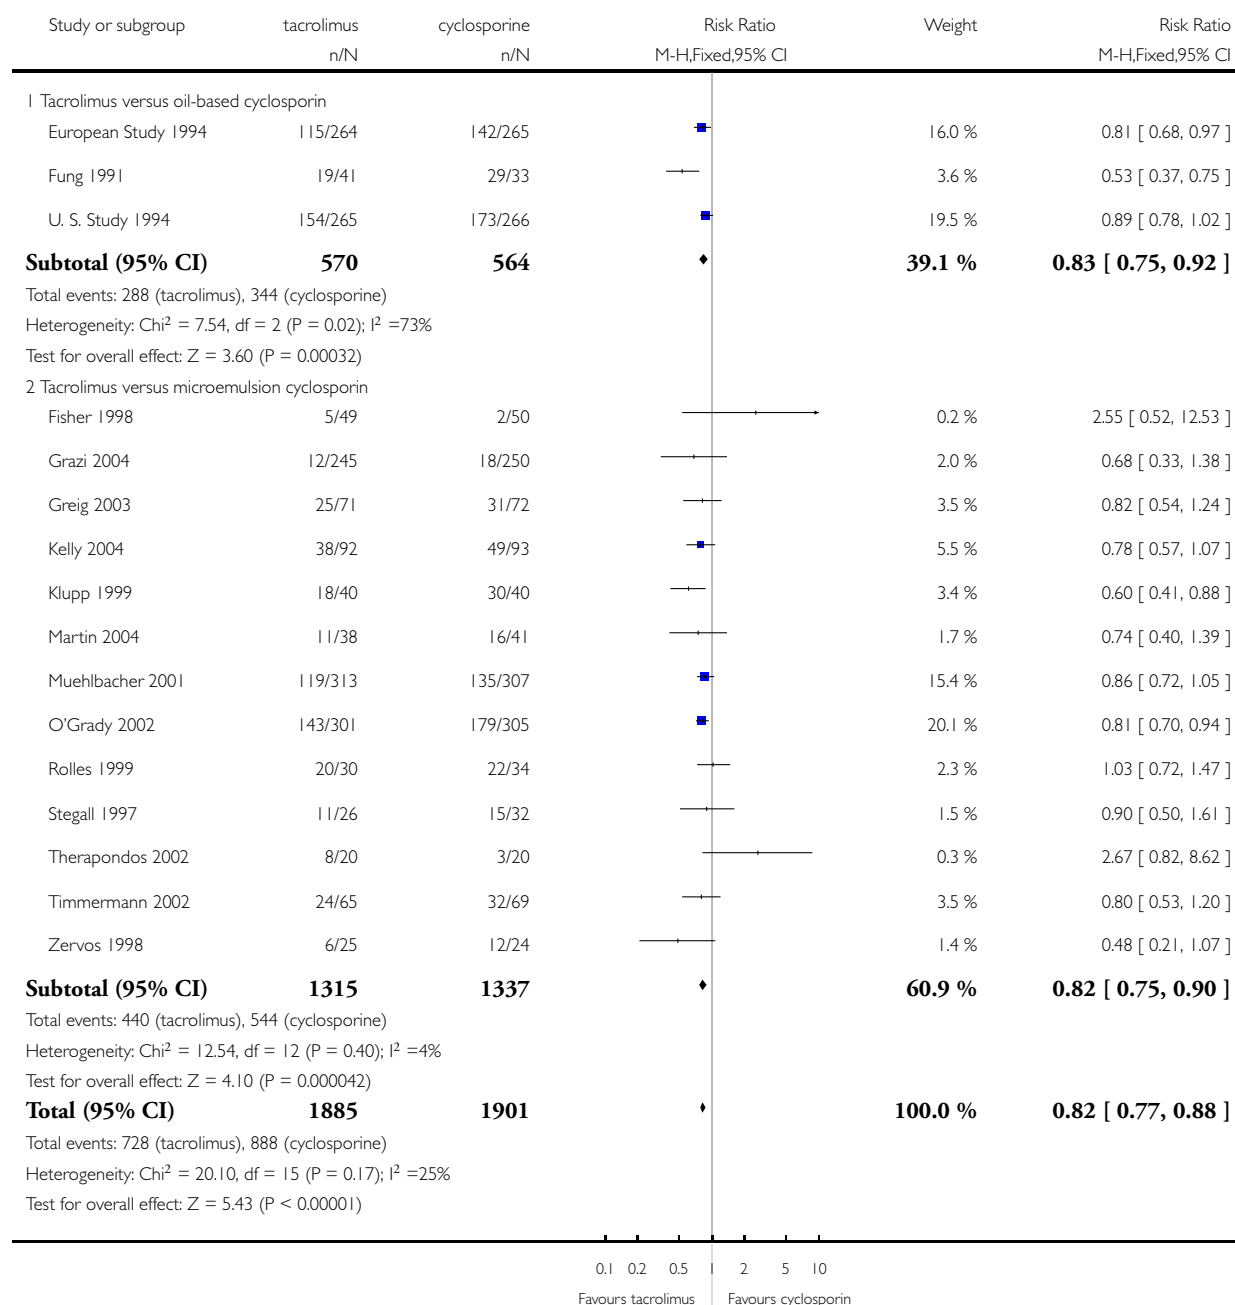 Study or subgroup tacrolimus cyclosporine Risk Ratio Weight Risk Ratio
n/N n/N M-H,Fixed,95% CI M-H,Fixed,95% CI
1 Tacrolimus versus oil-based cyclosporin
European Study 1994 115/264 142/265 16.0 % 0.81 [ 0.68, 0.97 ]
Fung 1991 19/41 29/33 3.6 % 0.53 [ 0.37, 0.75 ]
U. S. Study 1994 154/265 173/266 19.5 % 0.89 [ 0.78, 1.02 ]
Subtotal (95% CI) 570 564 39.1 % 0.83 [ 0.75, 0.92 ]
Total events: 288 (tacrolimus), 344 (cyclosporine)
Heterogeneity: Chi² = 7.54, df = 2 (P = 0.02); I² =73%
Test for overall effect: Z = 3.60 (P = 0.00032)
2 Tacrolimus versus microemulsion cyclosporin
Fisher 1998 5/49 2/50 0.2 % 2.55 [ 0.52, 12.53 ]
Grazi 2004 12/245 18/250 2.0 % 0.68 [ 0.33, 1.38 ]
Greig 2003 25/71 31/72 3.5 % 0.82 [ 0.54, 1.24 ]
Kelly 2004 38/92 49/93 5.5 % 0.78 [ 0.57, 1.07 ]
Klupp 1999 18/40 30/40 3.4 % 0.60 [ 0.41, 0.88 ]
Martin 2004 11/38 16/41 1.7 % 0.74 [ 0.40, 1.39 ]
Muehlbacher 2001 119/313 135/307 15.4 % 0.86 [ 0.72, 1.05 ]
O'Grady 2002 143/301 179/305 20.1 % 0.81 [ 0.70, 0.94 ]
Rolles 1999 20/30 22/34 2.3 % 1.03 [ 0.72, 1.47 ]
Stegall 1997 11/26 15/32 1.5 % 0.90 [ 0.50, 1.61 ]
Therapondos 2002 8/20 3/20 0.3 % 2.67 [ 0.82, 8.62 ]
Timmermann 2002 24/65 32/69 3.5 % 0.80 [ 0.53, 1.20 ]
Zervos 1998 6/25 12/24 1.4 % 0.48 [ 0.21, 1.07 ]
Subtotal (95% CI) 1315 1337 60.9 % 0.82 [ 0.75, 0.90 ]
Total events: 440 (tacrolimus), 544 (cyclosporine)
Heterogeneity: Chi² = 12.54, df = 12 (P = 0.40); I² =4%
Test for overall effect: Z = 4.10 (P = 0.000042)
Total (95% CI) 1885 1901 100.0 % 0.82 [ 0.77, 0.88 ]
Total events: 728 (tacrolimus), 888 (cyclosporine)
Heterogeneity: Chi² = 20.10, df = 15 (P = 0.17); I² =25%
Test for overall effect: Z = 5.43 (P < 0.00001)
0.1 0.2 0.5 1 2 5 10
Favours tacrolimus Favours cyclosporin